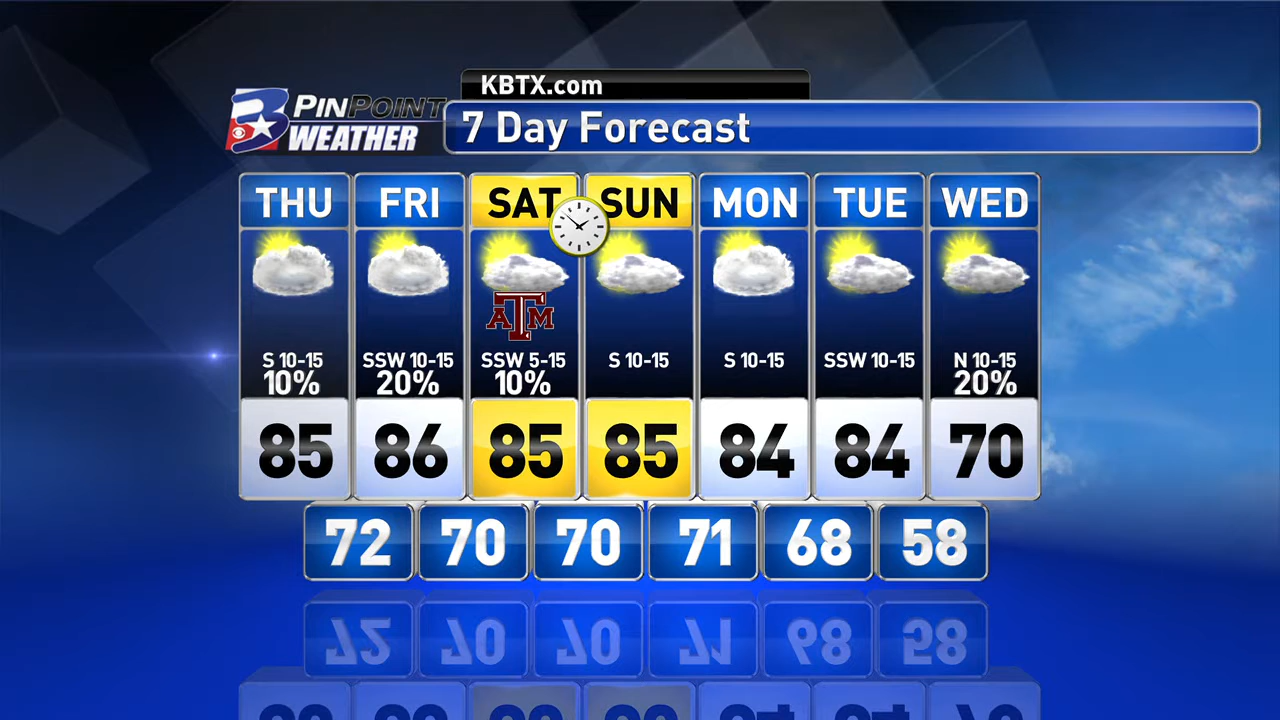 KBTX.com
3 PINPOINT
WEATHER
7 Day Forecast
THU FRI SAT SUN MON TUE WED
ATM
S 10-15 SSW 10-15 SSW 5-15 S 10-15 S 10-15 SSW 10-15 N 10-15
10% 20% 10% 20%
85 86 85 85 84 84 70
72 70 70 71 68 58